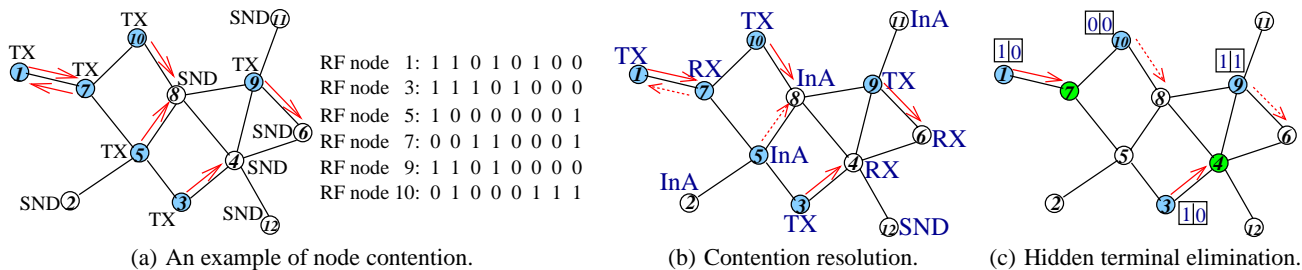 SND 11
TX
10
TX
1
TX
7
SND
8
TX
9
SND 6
TX 5
4
SND
SND 2
3
TX
SND
12
RF node 1: 1 1 0 1 0 1 0 0
RF node 3: 1 1 1 0 1 0 0 0
RF node 5: 1 0 0 0 0 0 0 1
RF node 7: 0 0 1 1 0 0 0 1
RF node 9: 1 1 0 1 0 0 0 0
RF node 10: 0 1 0 0 0 1 1 1
(a) An example of node contention.
11 InA
TX
10
TX
1
RX
7
InA
8
9 TX
6
RX
5 InA
4 RX
InA
2
3
TX
12 SND
(b) Contention resolution.
11
0 0
10
1 0
1
7
1 1
9
8
6
5
4
2
3
1 0
12
(c) Hidden terminal elimination.